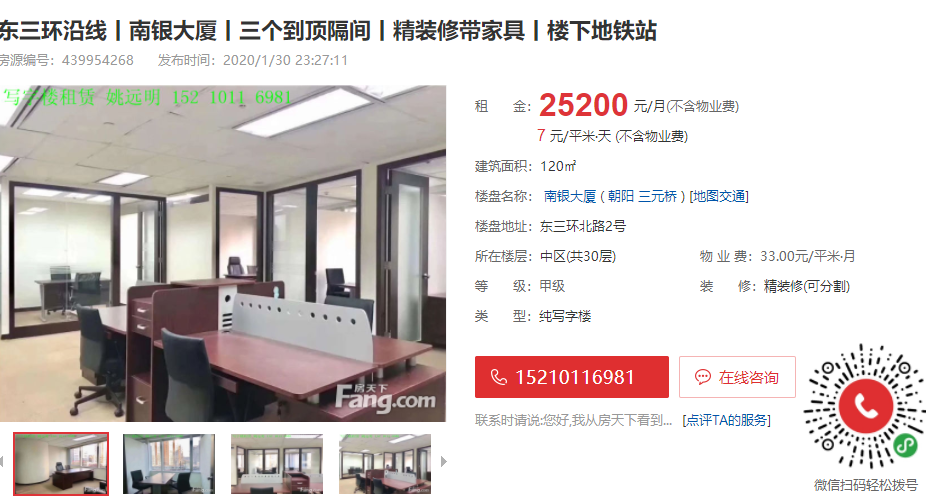 东三环沿线丨南银大厦丨三个到顶隔间丨精装修带家具丨楼下地铁站
房源编号：439954268 发布时间：2020/1/30 23:27:11
写字楼租赁 姚远明 152 1011 6981
房天下
Fang.com
租 金：25200 元/月(不含物业费)
7 元/平米·天 (不含物业费)
建筑面积：120㎡
楼盘名称：南银大厦 ( 朝阳 三元桥 ) [地图交通]
楼盘地址：东三环北路2号
所在楼层：中区(共30层) 物 业 费：33.00元/平米·月
等 级：甲级 装 修：精装修(可分割)
类 型：纯写字楼
15210116981 在线咨询
联系时请说:您好,我从房天下看到... [点评TA的服务]
微信扫码轻松拨号